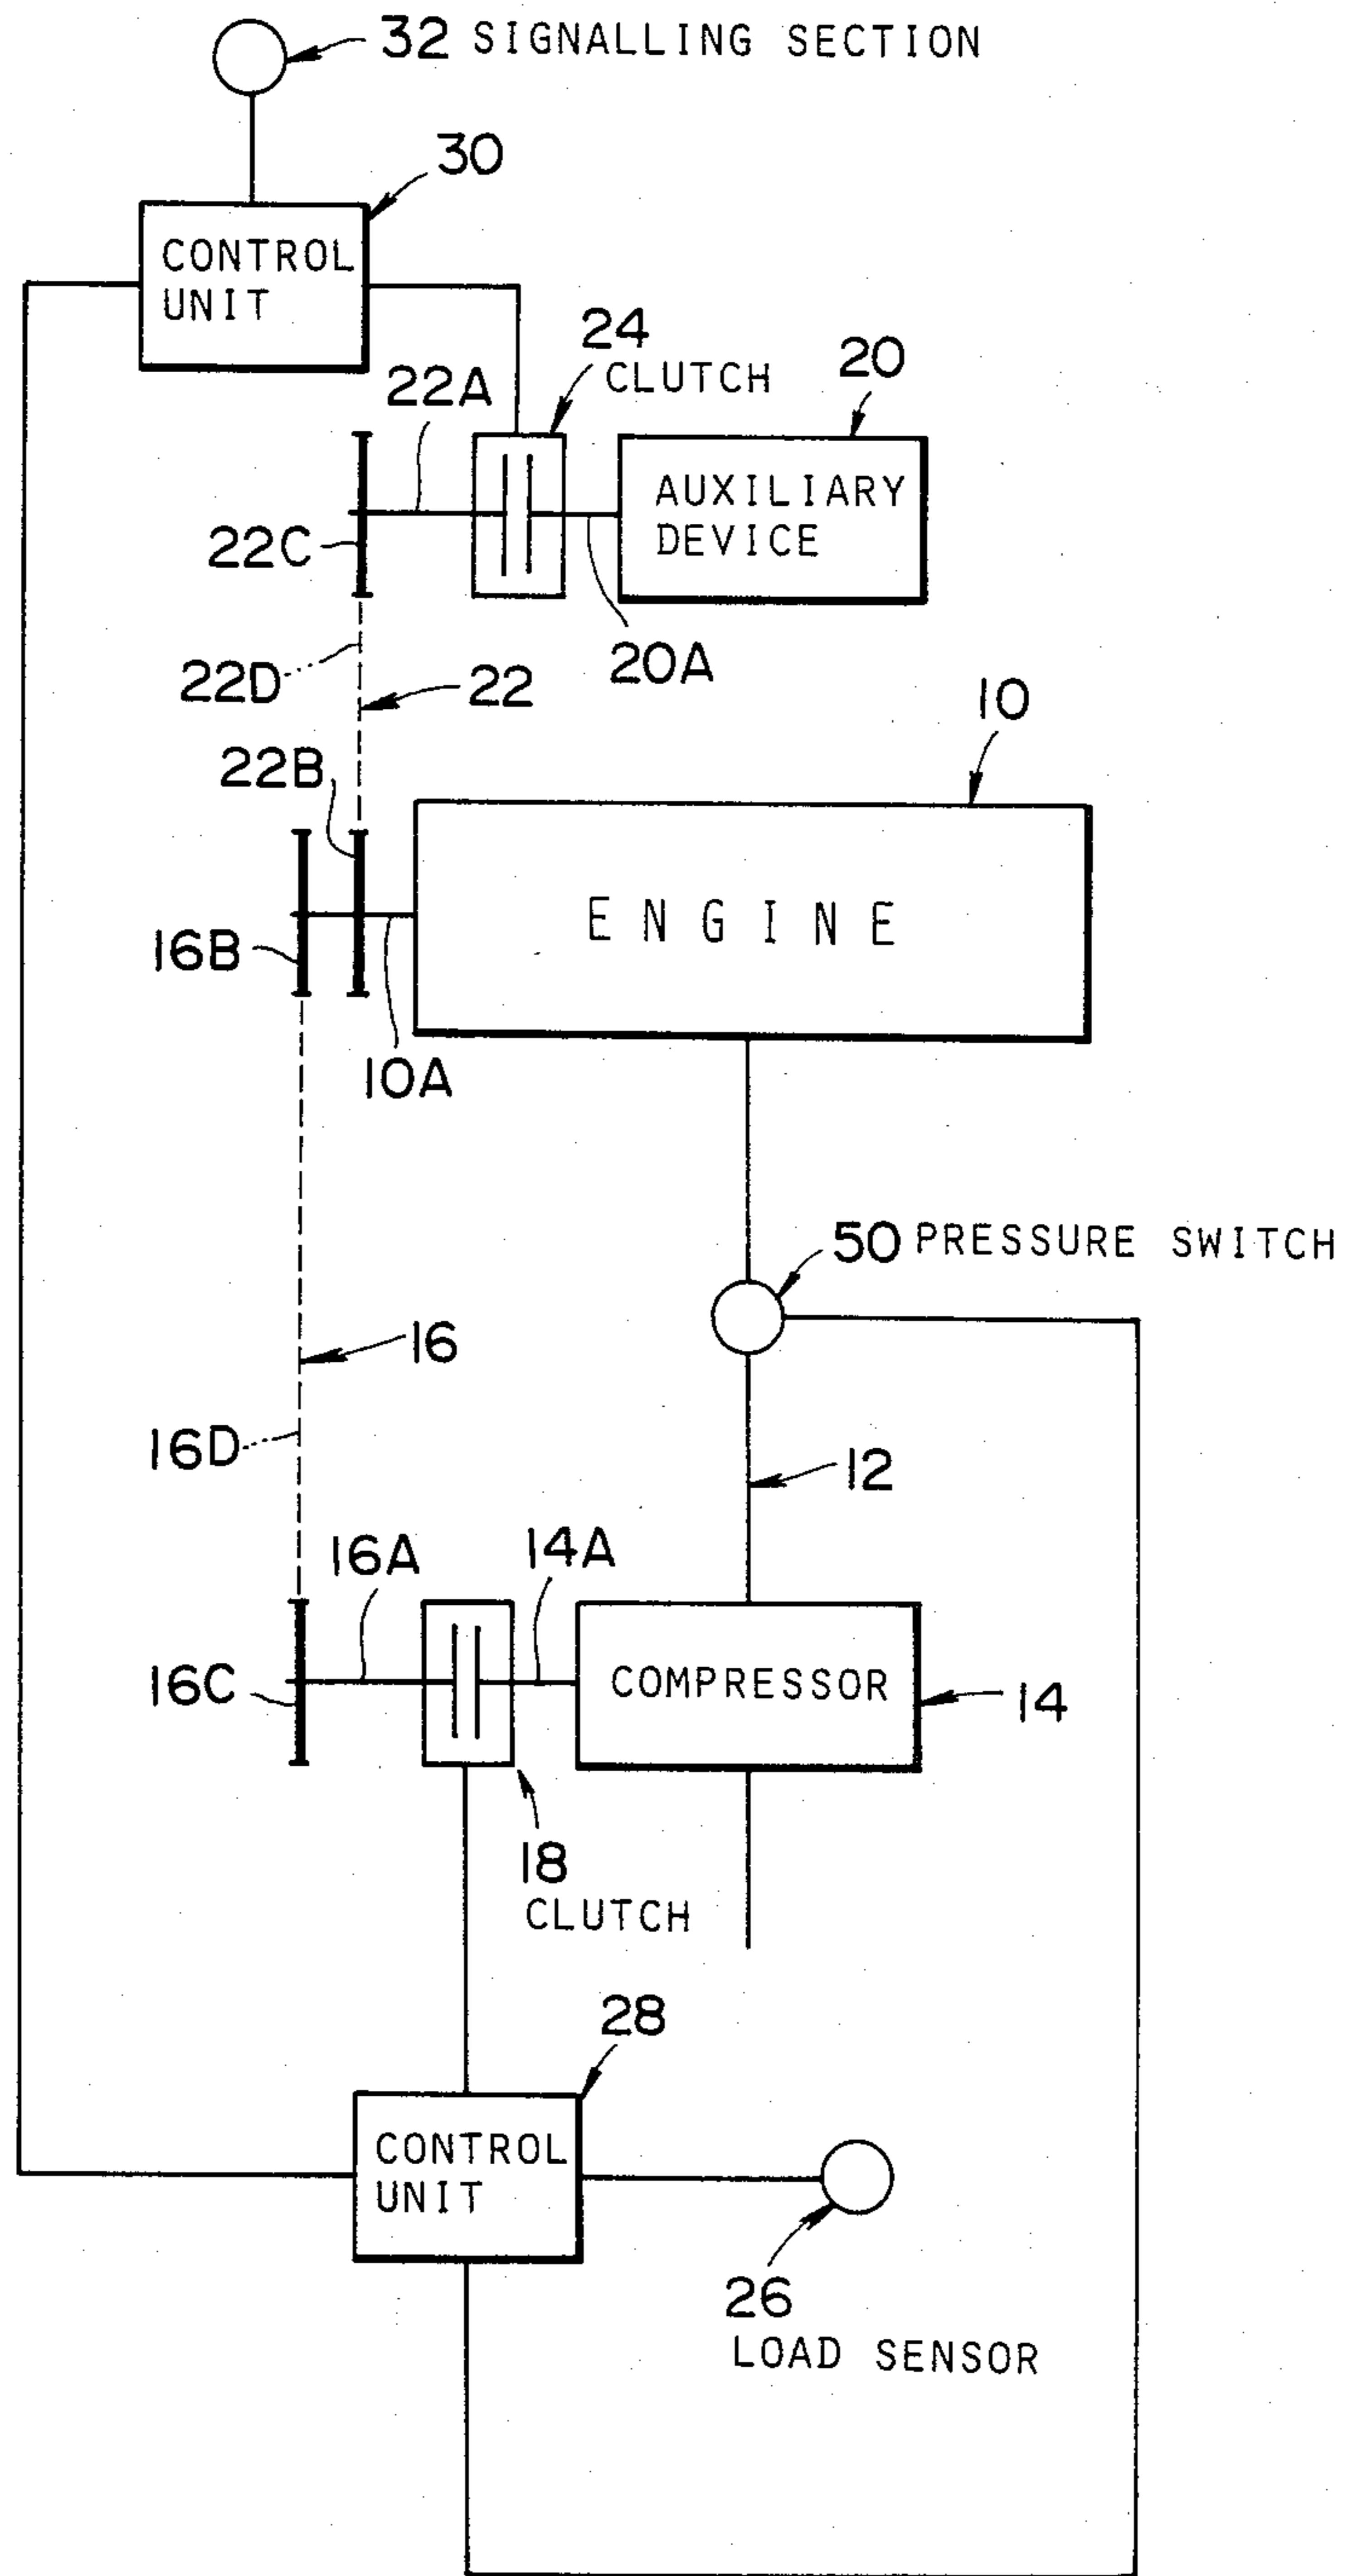 32 SIGNALLING SECTION
30
CONTROL
UNIT
24
CLUTCH
20
22A
AUXILIARY
DEVICE
22C
20A
22D
22
10
22B
ENGINE
16B
10A
50 PRESSURE SWITCH
16
16D
12
16A
14A
COMPRESSOR
16C
14
18
CLUTCH
28
CONTROL
UNIT
26
LOAD SENSOR